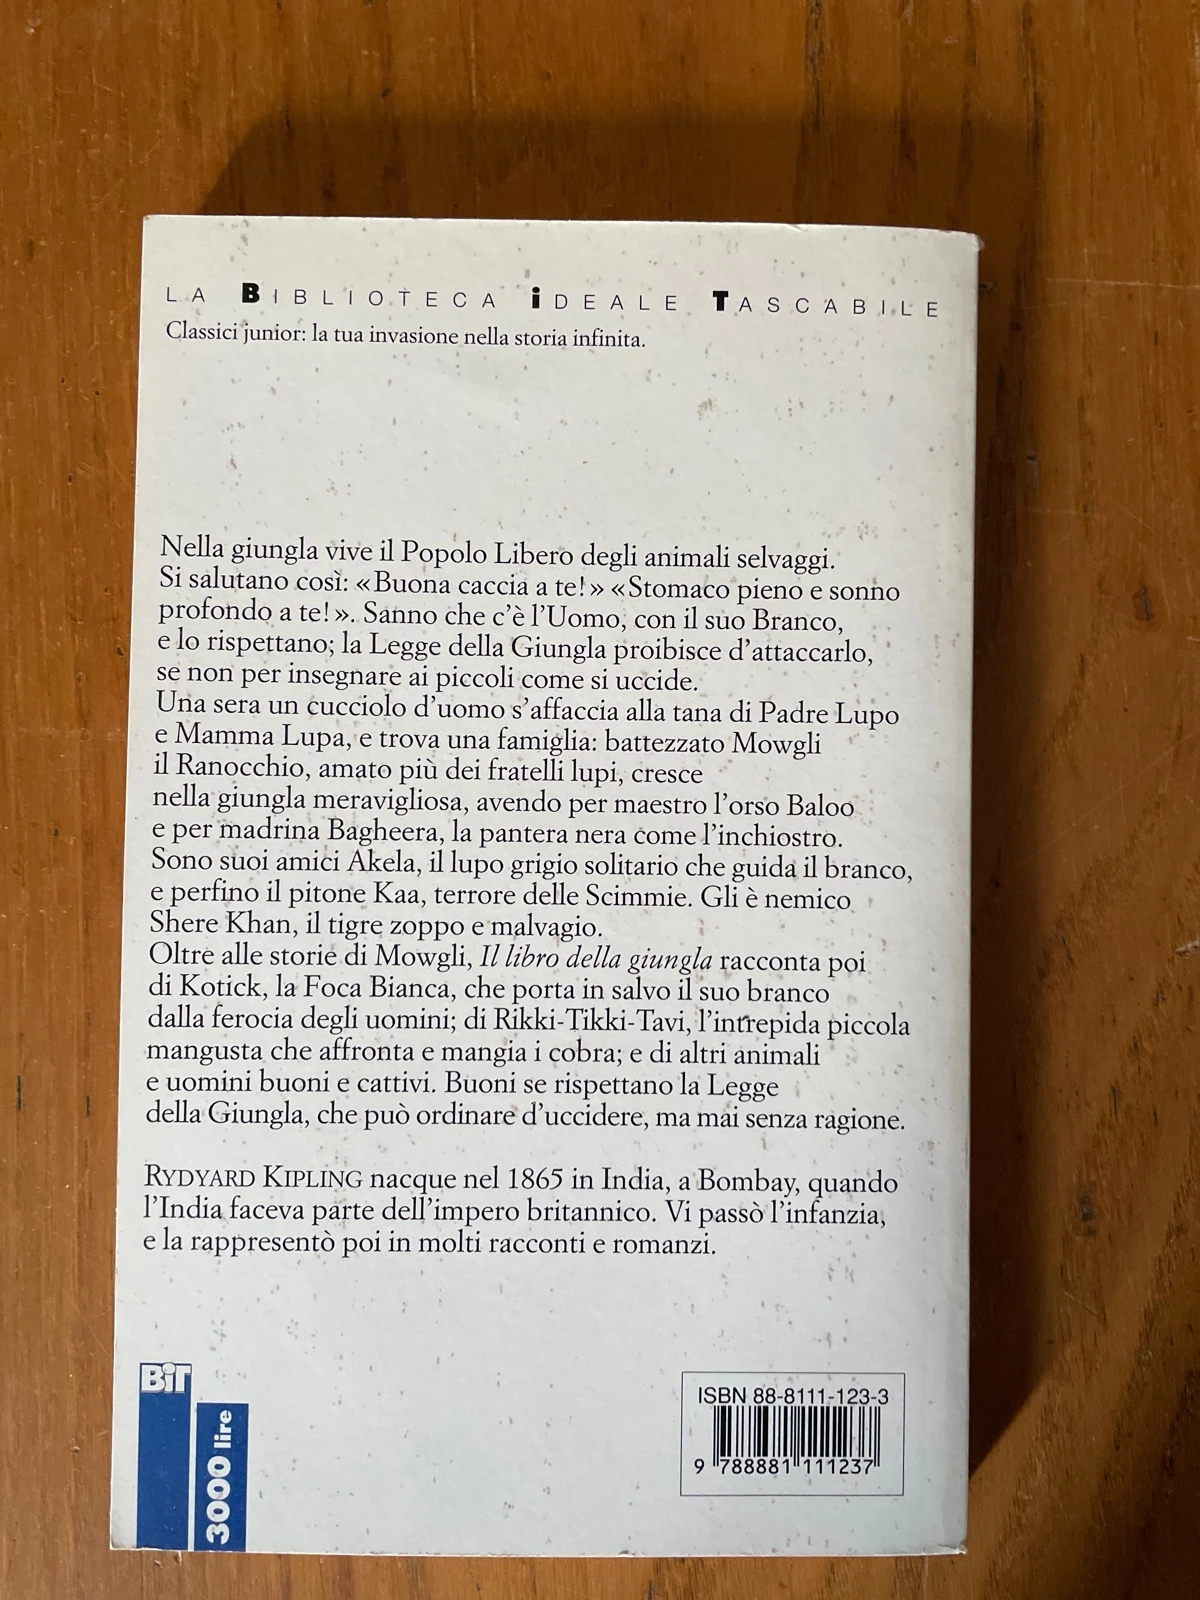 LA BIBLIOTECA iDEALE TASCABILE
Classici junior: la tua invasione nella storia infinita.
Nella giungla vive il Popolo Libero degli animali selvaggi.
Si salutano così: «Buona caccia a te!» «Stomaco pieno e sonno
profondo a te!». Sanno che c'è l'Uomo, con il suo Branco,
e lo rispettano; la Legge della Giungla proibisce d'attaccarlo,
se non per insegnare ai piccoli come si uccide.
Una sera un cucciolo d'uomo s'affaccia alla tana di Padre Lupo
e Mamma Lupa, e trova una famiglia: battezzato Mowgli
il Ranocchio, amato più dei fratelli lupi, cresce
nella giungla meravigliosa, avendo per maestro l'orso Baloo
e per madrina Bagheera, la pantera nera come l'inchiostro.
Sono suoi amici Akela, il lupo grigio solitario che guida il branco,
e perfino il pitone Kaa, terrore delle Scimmie. Gli è nemico
Shere Khan, il tigre zoppo e malvagio.
Oltre alle storie di Mowgli, Il libro della giungla racconta poi
di Kotick, la Foca Bianca, che porta in salvo il suo branco
dalla ferocia degli uomini; di Rikki-Tikki-Tavi, l'intrepida piccola
mangusta che affronta e mangia i cobra; e di altri animali
e uomini buoni e cattivi. Buoni se rispettano la Legge
della Giungla, che può ordinare d'uccidere, ma mai senza ragione.
RYDYARD KIPLING nacque nel 1865 in India, a Bombay, quando
l'India faceva parte dell'impero britannico. Vi passò l'infanzia,
e la rappresentò poi in molti racconti e romanzi.
BiT
3000 lire
ISBN 88-8111-123-3
9 788881 111237